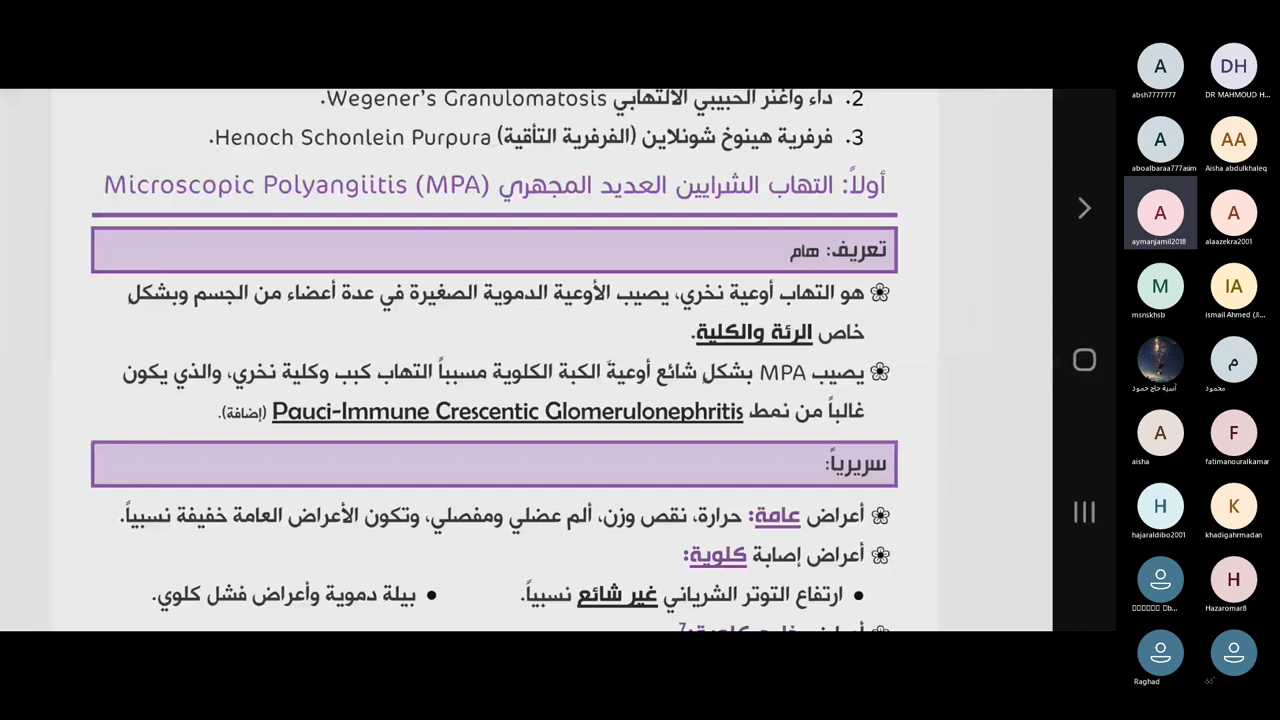 2. داء واغنر الحبيبي الالتهابي Wegener's Granulomatosis.
3. فرفرية هينوخ شونلاين (الفرفرية التأقية) Henoch Schonlein Purpura.
أولاً: التهاب الشرايين العديد المجهري Microscopic Polyangiitis (MPA)
تعريف: هام
هو التهاب أوعية نخري، يصيب الأوعية الدموية الصغيرة في عدة أعضاء من الجسم وبشكلٍ
خاص الرئة والكلية.
يصيب MPA بشكلٍ شائع أوعيةَ الكبة الكلوية مسبباً التهاب كبب وكلية نخري، والذي يكون
غالباً من نمط Pauci-Immune Crescentic Glomerulonephritis (إضافة).
سريرياً:
أعراض عامة: حرارة، نقص وزن، ألم عضلي ومفصلي، وتكون الأعراض العامة خفيفة نسبياً.
أعراض إصابة كلوية:
• ارتفاع التوتر الشرياني غير شائع نسبياً. • بيلة دموية وأعراض فشل كلوي.
A DH
absh7777777 DR MAHMOUD H...
A AA
aboalbaraa777asim Aisha abdulkhaleq
A A
aymanjamil2018 alaazekra2001
M IA
msnskhsb ismail Ahmed (JI...
م
آسية حاج حمود محمود
A F
aisha fatimanouralkamar
H K
hajaraldibo2001 khadigahrmadan
H
Hazaromar8
Raghad